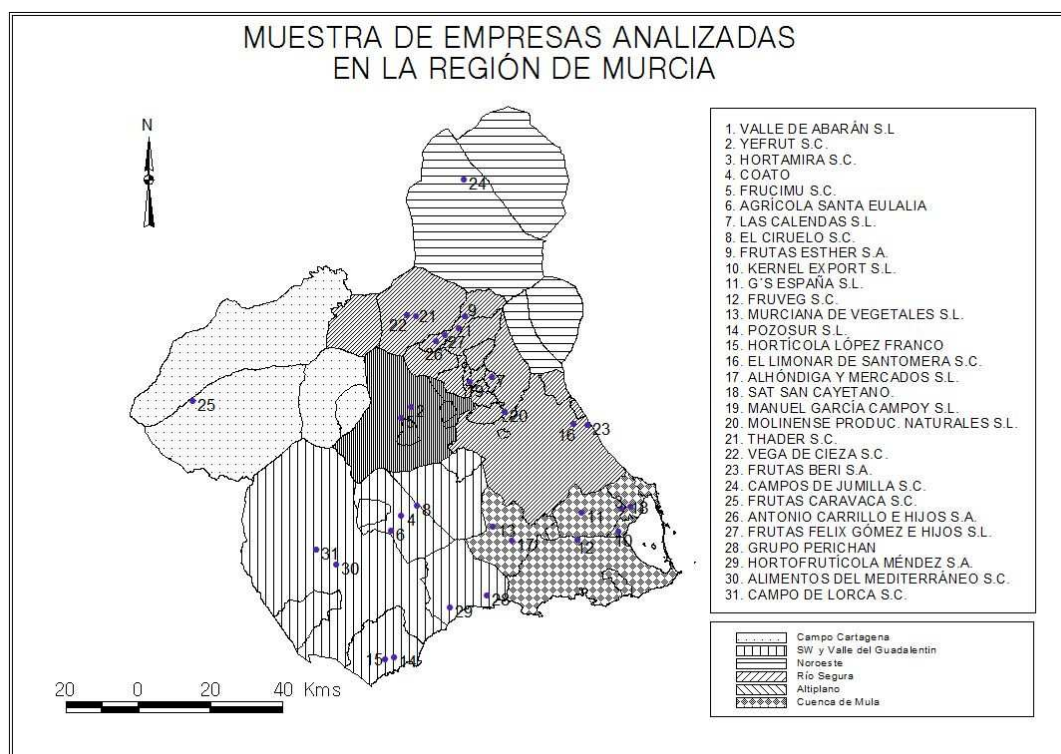 MUESTRA DE EMPRESAS ANALIZADAS
EN LA REGIÓN DE MURCIA
N
1. VALLE DE ABARÁN S.L
2. YEFRUT S.C.
3. HORTAMIRA S.C.
4. COATO
5. FRUCIMU S.C.
6. AGRÍCOLA SANTA EULALIA
7. LAS CALENDAS S.L.
8. EL CIRUELO S.C.
9. FRUTAS ESTHER S.A.
10. KERNEL EXPORT S.L.
11. G´S ESPAÑA S.L.
12. FRUVEG S.C.
13. MURCIANA DE VEGETALES S.L.
14. POZOSUR S.L.
15. HORTÍCOLA LÓPEZ FRANCO
16. EL LIMONAR DE SANTOMERA S.C.
17. ALHÓNDIGA Y MERCADOS S.L.
18. SAT SAN CAYETANO.
19. MANUEL GARCÍA CAMPOY S.L.
20. MOLINENSE PRODUC. NATURALES S.L.
21. THADER S.C.
22. VEGA DE CIEZA S.C.
23. FRUTAS BERI S.A.
24. CAMPOS DE JUMILLA S.C.
25. FRUTAS CARAVACA S.C.
26. ANTONIO CARRILLO E HIJOS S.A.
27. FRUTAS FELIX GÓMEZ E HIJOS S.L.
28. GRUPO PERICHAN
29. HORTOFRUTÍCOLA MÉNDEZ S.A.
30. ALIMENTOS DEL MEDITERRÁNEO S.C.
31. CAMPO DE LORCA S.C.
24
22 21 9
1
27
26
7
19
25
2
5
20
16 23
8
4
6
11 18
13
17 12 10
31
30
29 28
15 14
Campo Cartagena
SW y Valle del Guadalentín
Noroeste
Río Segura
Altiplano
Cuenca de Mula
20 0 20 40 Kms